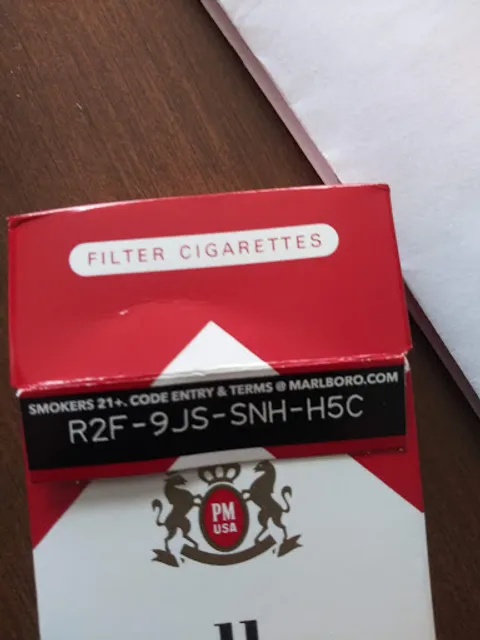 FILTER CIGARETTES
SMOKERS 21+. CODE ENTRY & TERMS @ MARLBORO.COM
R2F-9JS-SNH-H5C
PM
USA